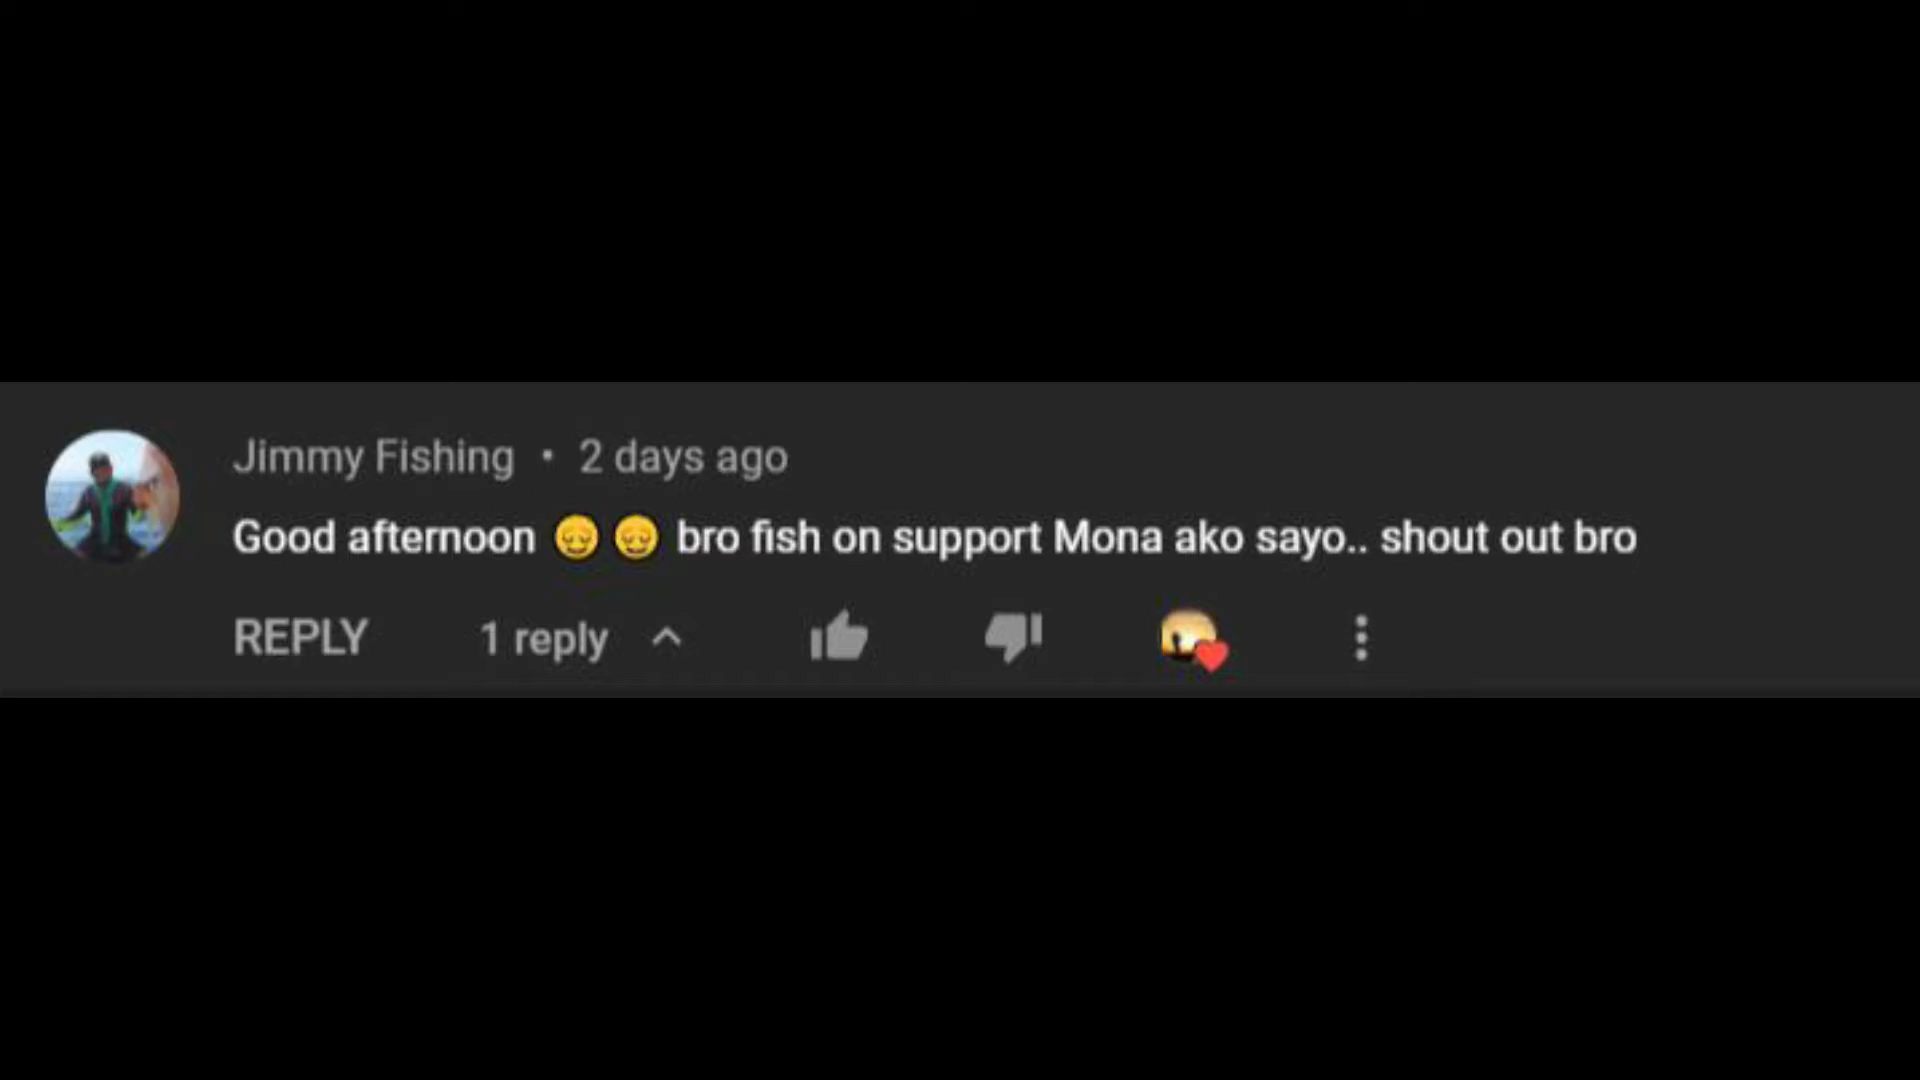 Jimmy Fishing • 2 days ago
Good afternoon 😔😔 bro fish on support Mona ako sayo.. shout out bro
REPLY 1 reply